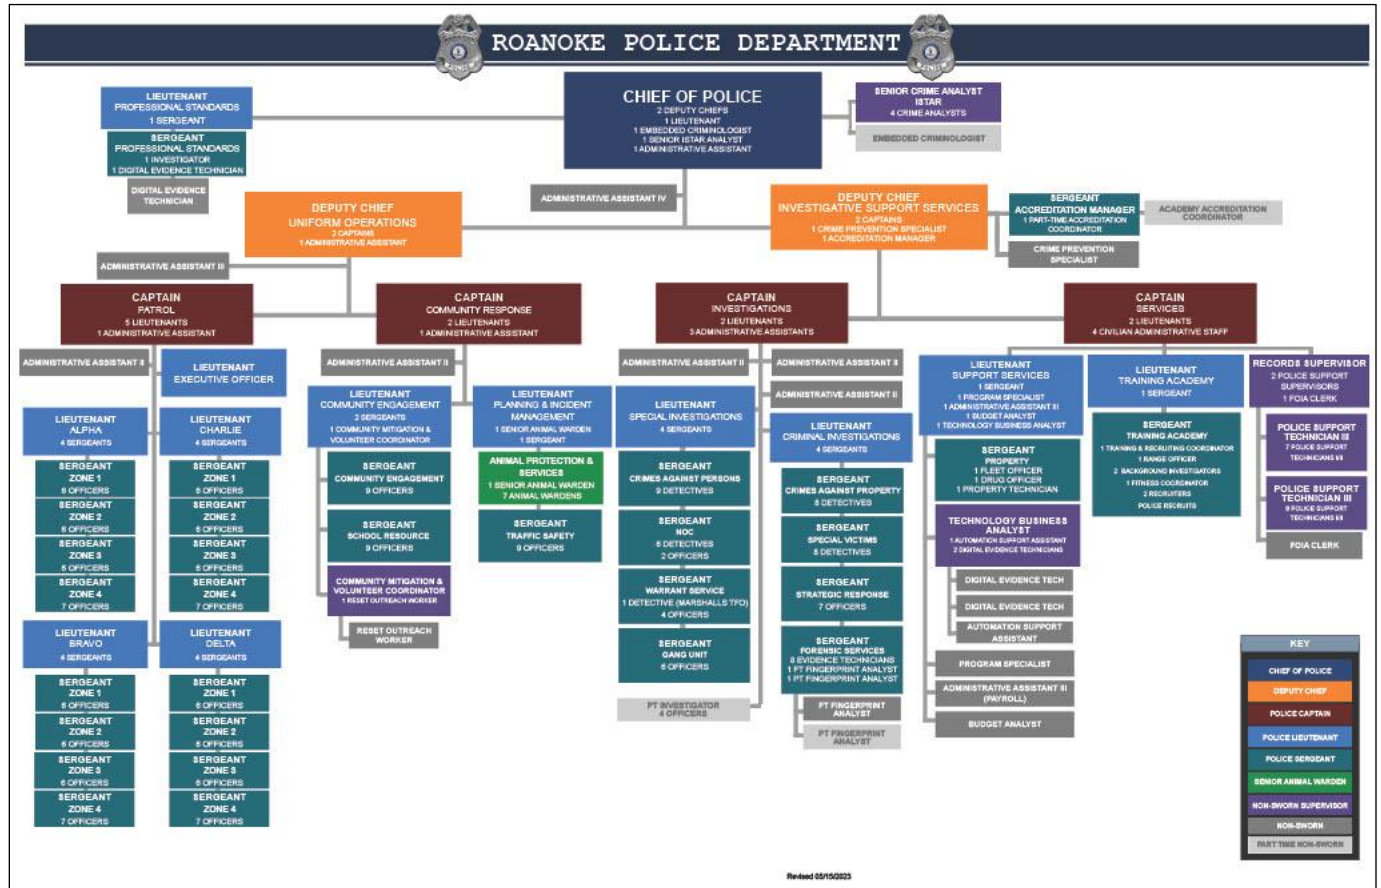 ROANOKE POLICE DEPARTMENT
CHIEF OF POLICE
2 DEPUTY CHIEFS
1 LIEUTENANT
1 EMBEDDED CRIMINOLOGIST
1 SENIOR ISTAR ANALYST
1 ADMINISTRATIVE ASSISTANT
LIEUTENANT
PROFESSIONAL STANDARDS
1 SERGEANT
SERGEANT
PROFESSIONAL STANDARDS
1 INVESTIGATOR
1 DIGITAL EVIDENCE TECHNICIAN
DIGITAL EVIDENCE
TECHNICIAN
SENIOR CRIME ANALYST
ISTAR
4 CRIME ANALYSTS
EMBEDDED CRIMINOLOGIST
ADMINISTRATIVE ASSISTANT IV
DEPUTY CHIEF
UNIFORM OPERATIONS
2 CAPTAINS
1 ADMINISTRATIVE ASSISTANT
DEPUTY CHIEF
INVESTIGATIVE SUPPORT SERVICES
2 CAPTAINS
1 CRIME PREVENTION SPECIALIST
1 ACCREDITATION MANAGER
SERGEANT
ACCREDITATION MANAGER
1 PART-TIME ACCREDITATION
COORDINATOR
ACADEMY ACCREDITATION
COORDINATOR
CRIME PREVENTION
SPECIALIST
ADMINISTRATIVE ASSISTANT III
CAPTAIN
PATROL
5 LIEUTENANTS
1 ADMINISTRATIVE ASSISTANT
ADMINISTRATIVE ASSISTANT II
LIEUTENANT
EXECUTIVE OFFICER
LIEUTENANT
ALPHA
4 SERGEANTS
SERGEANT
ZONE 1
6 OFFICERS
SERGEANT
ZONE 2
6 OFFICERS
SERGEANT
ZONE 3
6 OFFICERS
SERGEANT
ZONE 4
7 OFFICERS
LIEUTENANT
CHARLIE
4 SERGEANTS
SERGEANT
ZONE 1
6 OFFICERS
SERGEANT
ZONE 2
6 OFFICERS
SERGEANT
ZONE 3
6 OFFICERS
SERGEANT
ZONE 4
7 OFFICERS
LIEUTENANT
BRAVO
4 SERGEANTS
SERGEANT
ZONE 1
6 OFFICERS
SERGEANT
ZONE 2
6 OFFICERS
SERGEANT
ZONE 3
6 OFFICERS
SERGEANT
ZONE 4
7 OFFICERS
LIEUTENANT
DELTA
4 SERGEANTS
SERGEANT
ZONE 1
6 OFFICERS
SERGEANT
ZONE 2
6 OFFICERS
SERGEANT
ZONE 3
6 OFFICERS
SERGEANT
ZONE 4
7 OFFICERS
CAPTAIN
COMMUNITY RESPONSE
2 LIEUTENANTS
1 ADMINISTRATIVE ASSISTANT
ADMINISTRATIVE ASSISTANT II
LIEUTENANT
COMMUNITY ENGAGEMENT
2 SERGEANTS
1 COMMUNITY MITIGATION &
VOLUNTEER COORDINATOR
SERGEANT
COMMUNITY ENGAGEMENT
9 OFFICERS
SERGEANT
SCHOOL RESOURCE
9 OFFICERS
COMMUNITY MITIGATION &
VOLUNTEER COORDINATOR
1 RESET OUTREACH WORKER
RESET OUTREACH
WORKER
LIEUTENANT
PLANNING & INCIDENT
MANAGEMENT
1 SENIOR ANIMAL WARDEN
1 SERGEANT
ANIMAL PROTECTION &
SERVICES
1 SENIOR ANIMAL WARDEN
7 ANIMAL WARDENS
SERGEANT
TRAFFIC SAFETY
9 OFFICERS
CAPTAIN
INVESTIGATIONS
2 LIEUTENANTS
3 ADMINISTRATIVE ASSISTANTS
ADMINISTRATIVE ASSISTANT II
ADMINISTRATIVE ASSISTANT II
ADMINISTRATIVE ASSISTANT II
LIEUTENANT
SPECIAL INVESTIGATIONS
4 SERGEANTS
SERGEANT
CRIMES AGAINST PERSONS
9 DETECTIVES
SERGEANT
NOC
6 DETECTIVES
2 OFFICERS
SERGEANT
WARRANT SERVICE
1 DETECTIVE (MARSHALLS TFO)
4 OFFICERS
SERGEANT
GANG UNIT
6 OFFICERS
PT INVESTIGATOR
4 OFFICERS
LIEUTENANT
CRIMINAL INVESTIGATIONS
4 SERGEANTS
SERGEANT
CRIMES AGAINST PROPERTY
8 DETECTIVES
SERGEANT
SPECIAL VICTIMS
8 DETECTIVES
SERGEANT
STRATEGIC RESPONSE
7 OFFICERS
SERGEANT
FORENSIC SERVICES
8 EVIDENCE TECHNICIANS
1 FT FINGERPRINT ANALYST
1 PT FINGERPRINT ANALYST
FT FINGERPRINT
ANALYST
PT FINGERPRINT
ANALYST
CAPTAIN
SERVICES
2 LIEUTENANTS
4 CIVILIAN ADMINISTRATIVE STAFF
LIEUTENANT
SUPPORT SERVICES
1 SERGEANT
1 PROGRAM SPECIALIST
1 ADMINISTRATIVE ASSISTANT III
1 BUDGET ANALYST
1 TECHNOLOGY BUSINESS ANALYST
SERGEANT
PROPERTY
1 FLEET OFFICER
1 DRUG OFFICER
1 PROPERTY TECHNICIAN
TECHNOLOGY BUSINESS
ANALYST
1 AUTOMATION SUPPORT ASSISTANT
2 DIGITAL EVIDENCE TECHNICIANS
DIGITAL EVIDENCE TECH
DIGITAL EVIDENCE TECH
AUTOMATION SUPPORT
ASSISTANT
PROGRAM SPECIALIST
ADMINISTRATIVE ASSISTANT III
(PAYROLL)
BUDGET ANALYST
LIEUTENANT
TRAINING ACADEMY
1 SERGEANT
SERGEANT
TRAINING ACADEMY
1 TRAINING & RECRUITING COORDINATOR
1 RANGE OFFICER
2 BACKGROUND INVESTIGATORS
1 FITNESS COORDINATOR
2 RECRUITERS
POLICE RECRUITS
RECORDS SUPERVISOR
2 POLICE SUPPORT
SUPERVISORS
1 FOIA CLERK
POLICE SUPPORT
TECHNICIAN III
7 POLICE SUPPORT
TECHNICIANS I/II
POLICE SUPPORT
TECHNICIAN III
9 POLICE SUPPORT
TECHNICIANS I/II
FOIA CLERK
KEY
CHIEF OF POLICE
DEPUTY CHIEF
POLICE CAPTAIN
POLICE LIEUTENANT
POLICE SERGEANT
SENIOR ANIMAL WARDEN
NON-SWORN SUPERVISOR
NON-SWORN
PART TIME NON-SWORN
Revised 05/15/2023